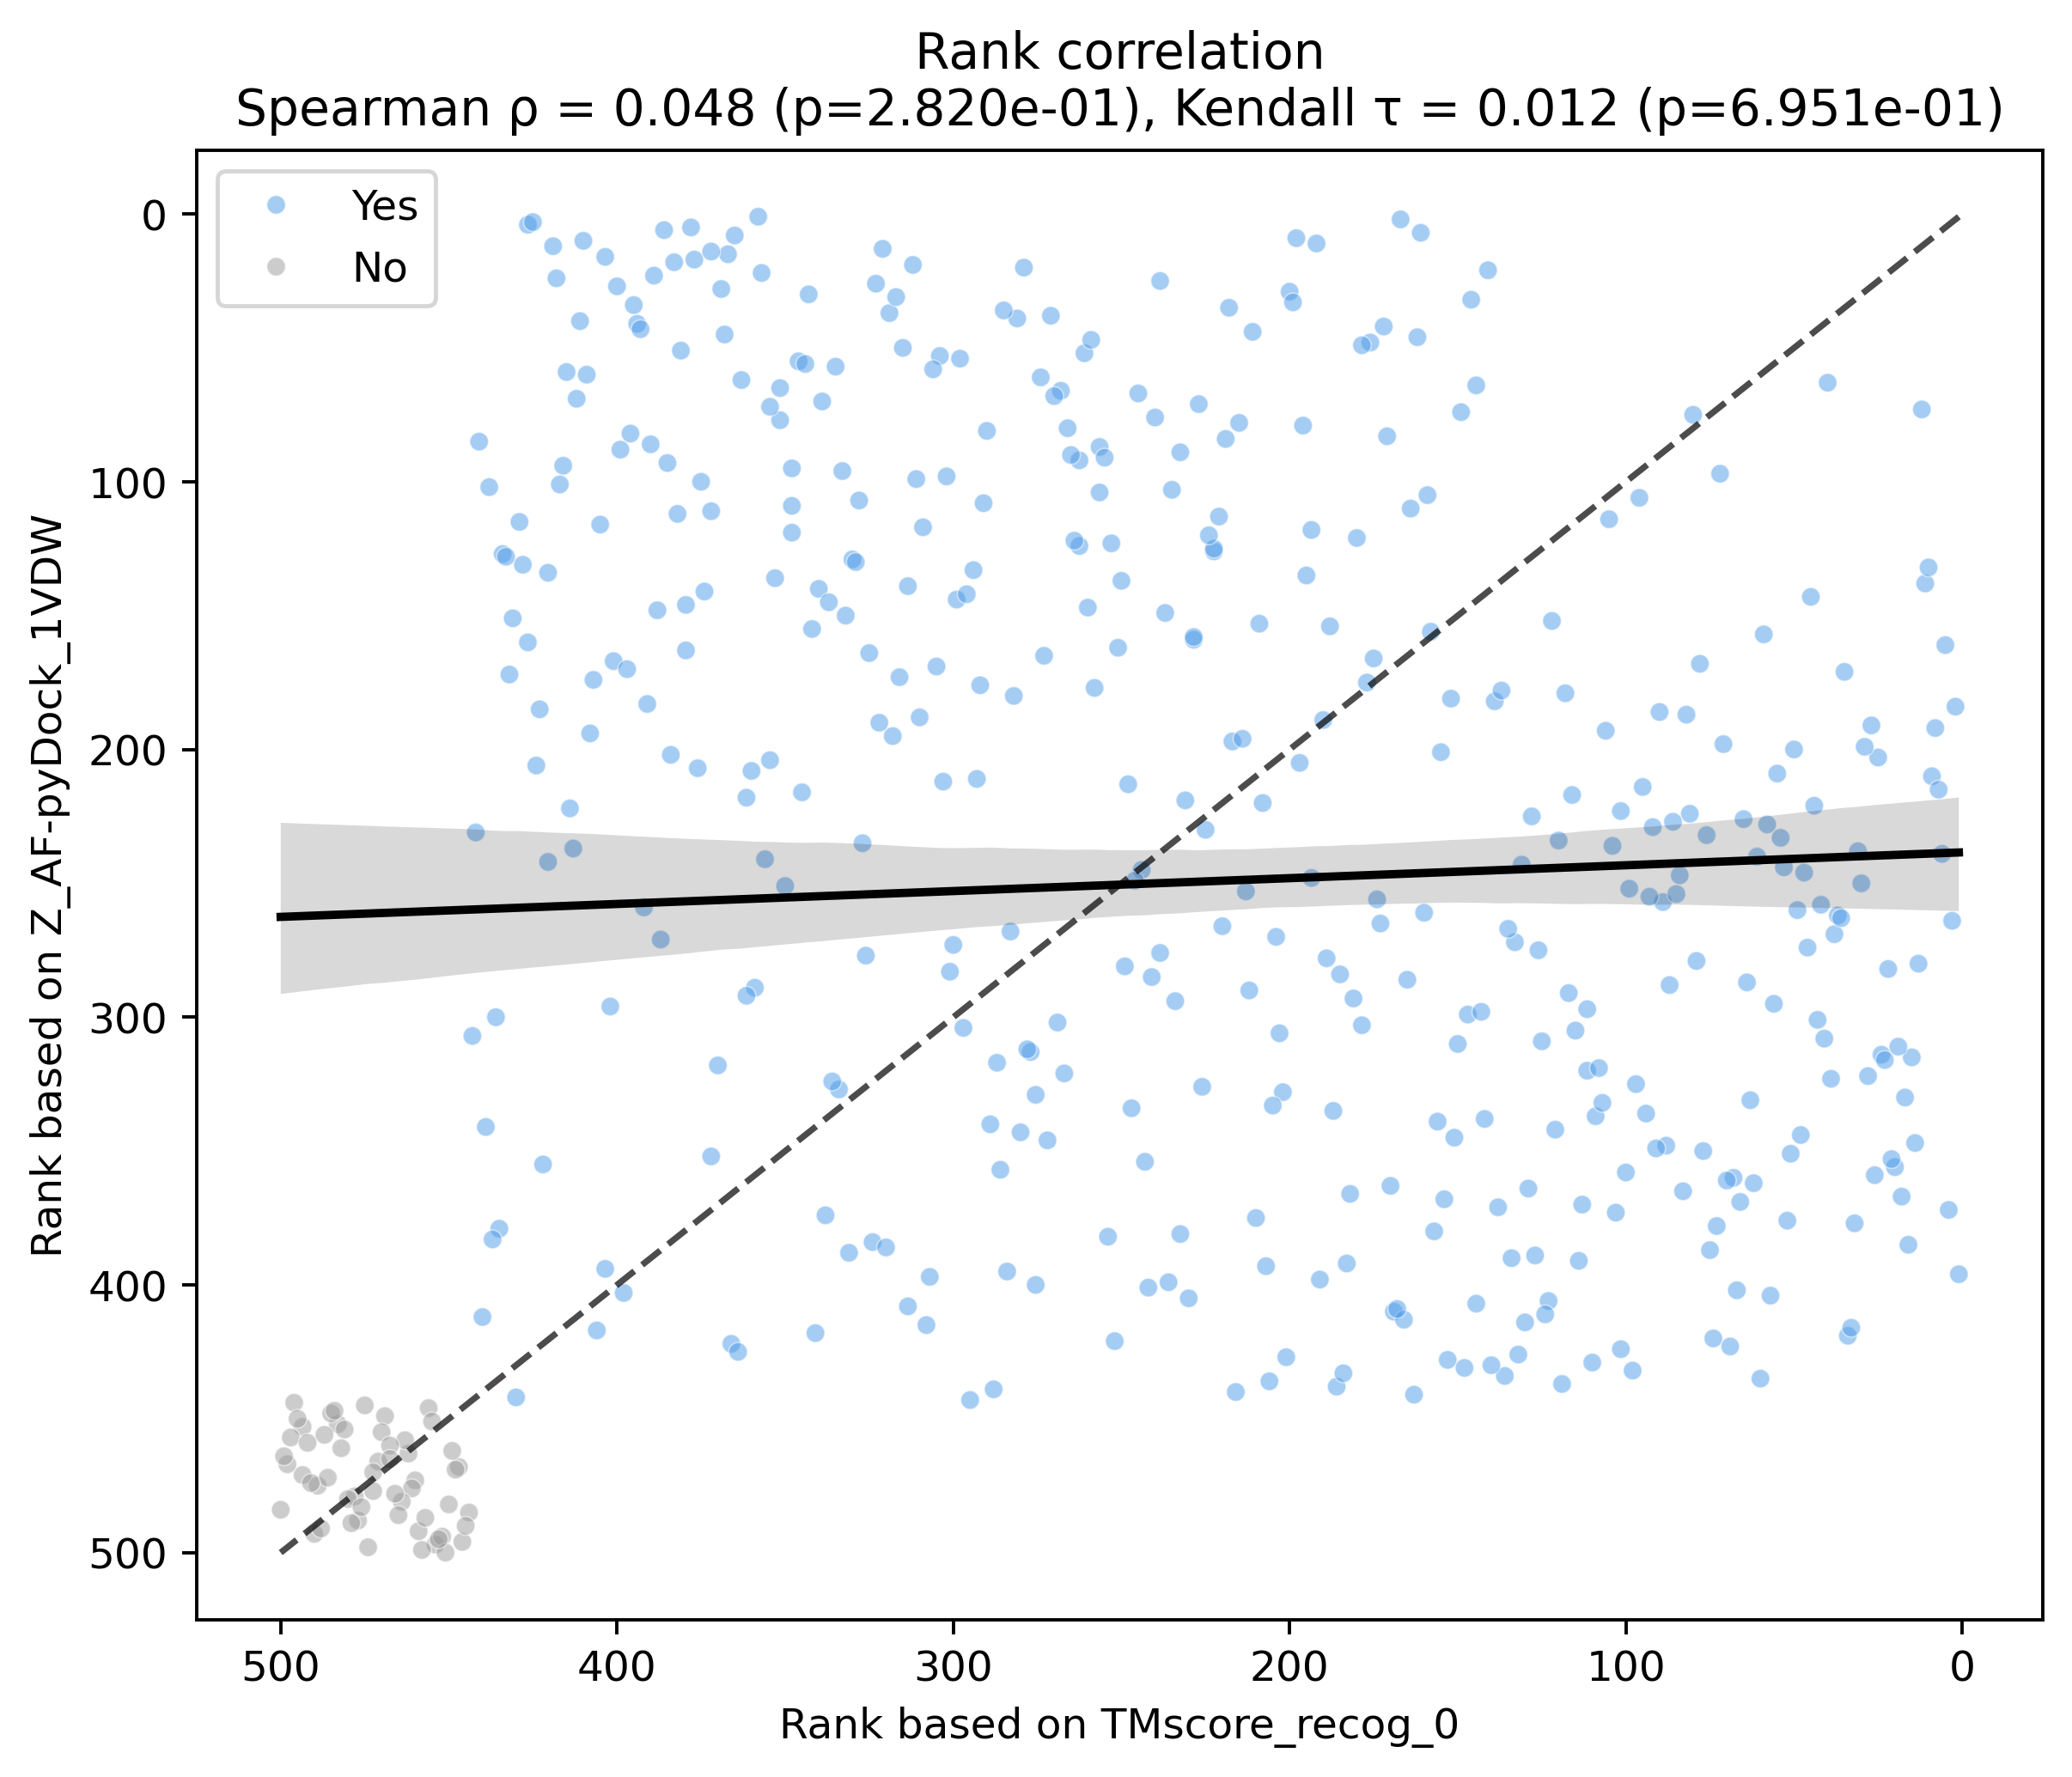 Rank correlation
Spearman ρ = 0.048 (p=2.820e-01), Kendall τ = 0.012 (p=6.951e-01)
Yes
No
0
100
200
300
400
500
Rank based on Z_AF-pyDock_1VDW
500
400
300
200
100
0
Rank based on TMscore_recog_0